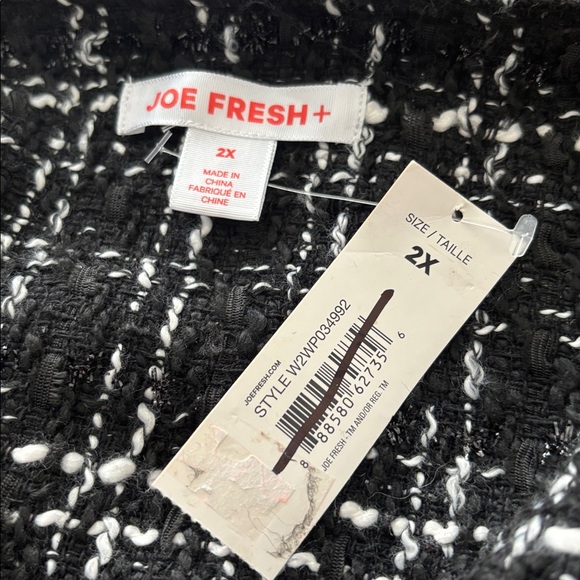 JOE FRESH+
2X
MADE IN
CHINA
FABRIQUÉ EN
CHINE
SIZE / TAILLE
2X
JOEFRESH.COM
STYLE W2WP034992
8 88580 62735 6
JOE FRESH - TM AND/OR REG. TM